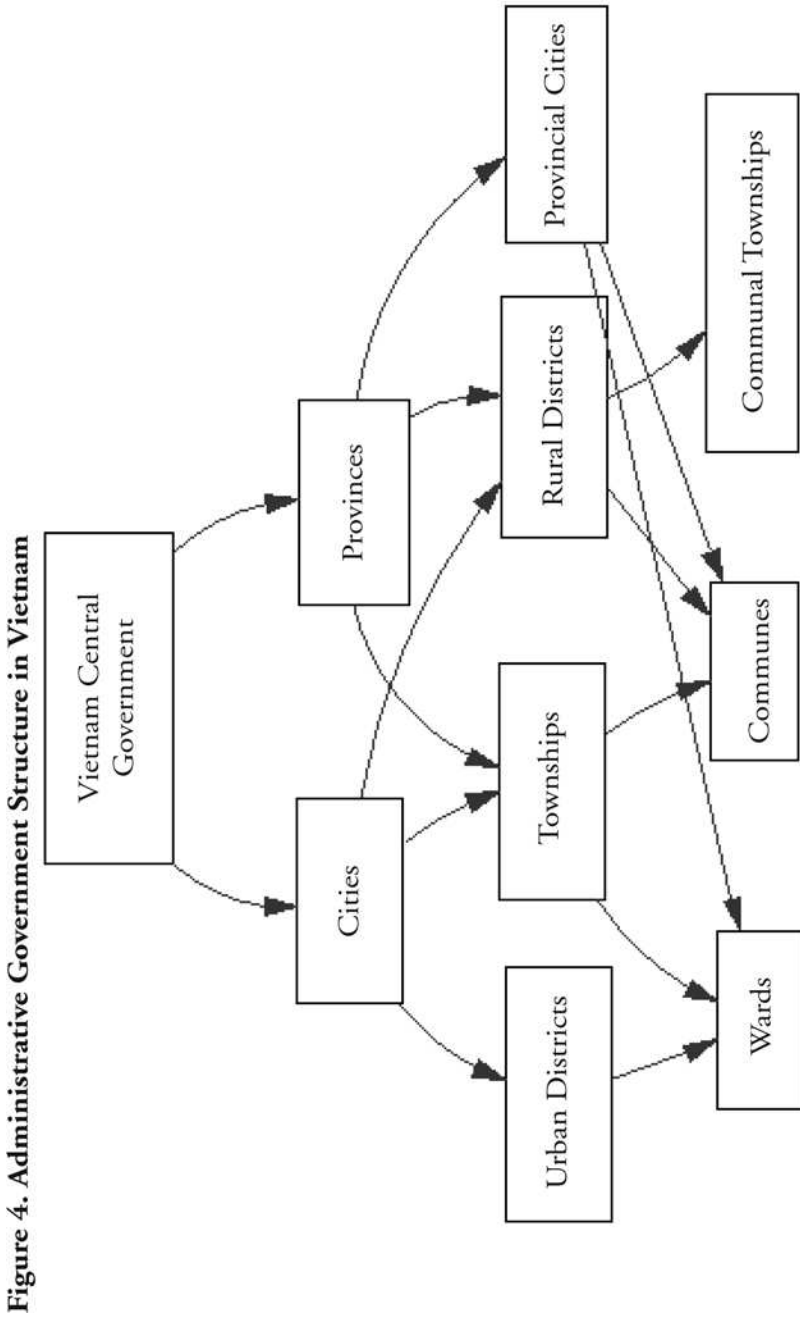 Figure 4. Administrative Government Structure in Vietnam
Vietnam Central
Government
Cities
Provinces
Urban Districts
Townships
Rural Districts
Provincial Cities
Wards
Communes
Communal Townships